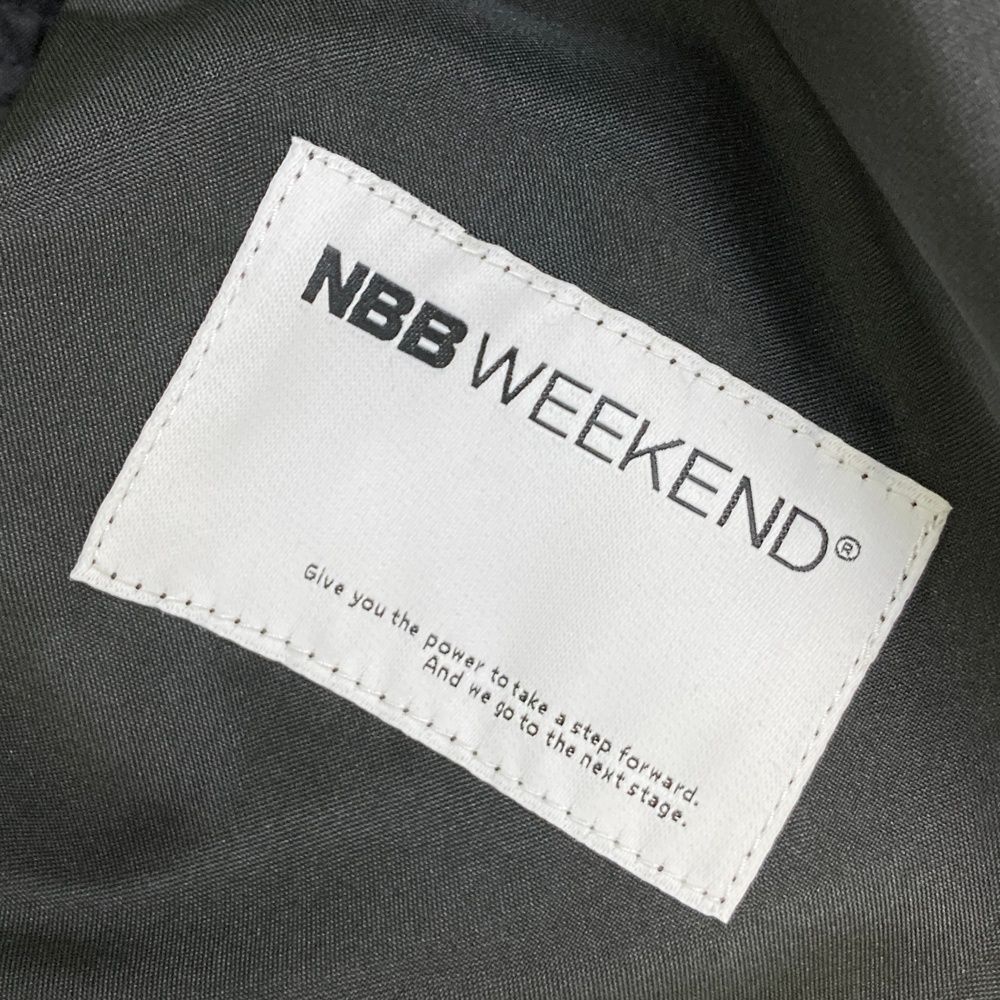 NBB WEEKEND®
Give you the power to take a step forward.
And we go to the next stage.